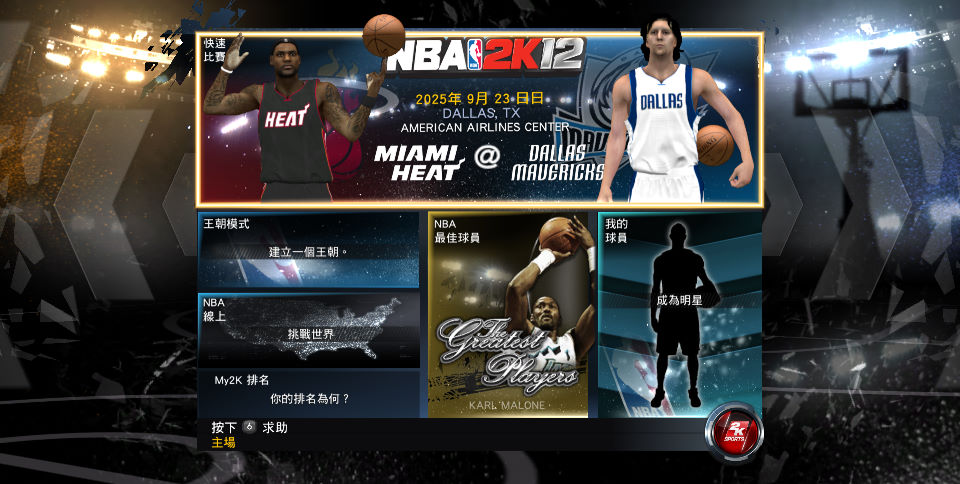 快速
比賽
NBA 2K12
2025年 9月 23 日日
DALLAS, TX
AMERICAN AIRLINES CENTER
MIAMI
HEAT
@
DALLAS
MAVERICKS
HEAT
DALLAS
王朝模式
建立一個王朝。
NBA
線上
挑戰世界
My2K 排名
你的排名為何？
NBA
最佳球員
The
Greatest
Players
KARL MALONE
我的
球員
成為明星
NBA
按下 6 求助
主場
2K
SPORTS